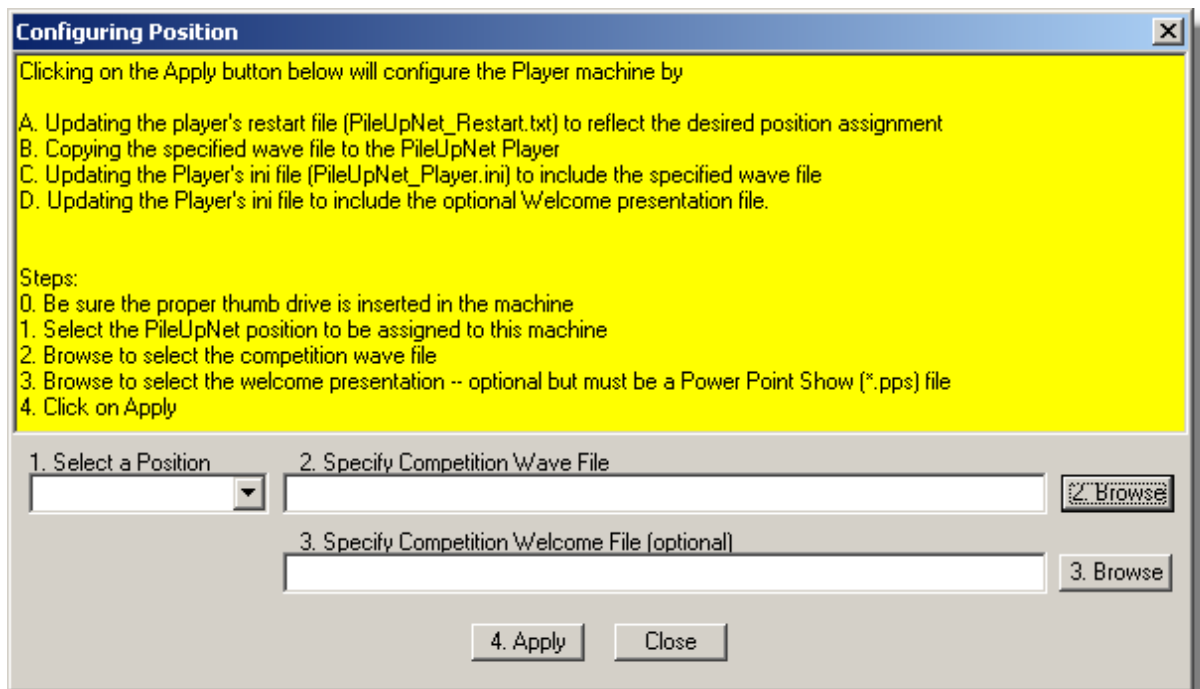 Configuring Position
Clicking on the Apply button below will configure the Player machine by
A. Updating the player's restart file (PileUpNet_Restart.txt) to reflect the desired position assignment
B. Copying the specified wave file to the PileUpNet Player
C. Updating the Player's ini file (PileUpNet_Player.ini) to include the specified wave file
D. Updating the Player's ini file to include the optional Welcome presentation file.
Steps:
0. Be sure the proper thumb drive is inserted in the machine
1. Select the PileUpNet position to be assigned to this machine
2. Browse to select the competition wave file
3. Browse to select the welcome presentation -- optional but must be a Power Point Show (*.pps) file
4. Click on Apply
1. Select a Position
2. Specify Competition Wave File
2. Browse
3. Specify Competition Welcome File (optional)
3. Browse
4. Apply
Close